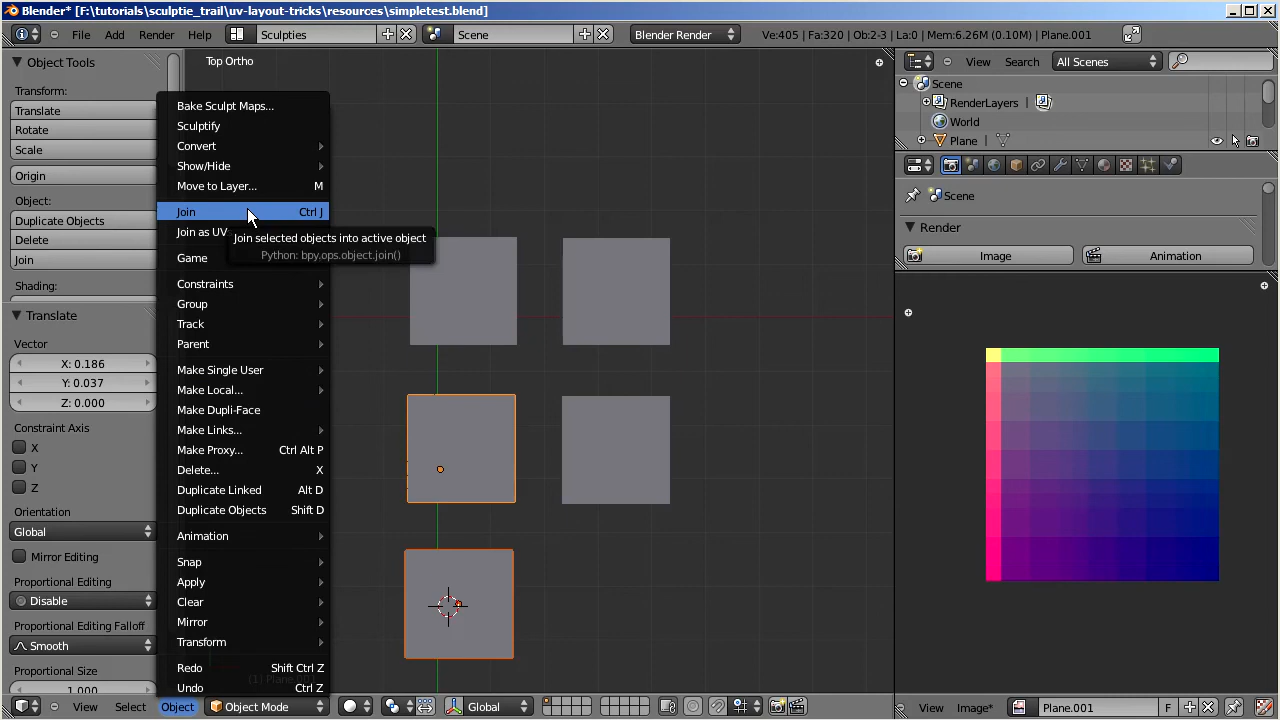 Blender* [F:\tutorials\sculptie_trail\uv-layout-tricks\resources\simpletest.blend]
File Add Render Help Sculpties Scene Blender Render Ve:405 | Fa:320 | Ob:2-3 | La:0 | Mem:6.26M (0.10M) | Plane.001
Object Tools
Transform:
Translate
Rotate
Scale
Origin
Object:
Duplicate Objects
Delete
Join
Shading:
Translate
Vector
X: 0.186
Y: 0.037
Z: 0.000
Constraint Axis
X
Y
Z
Orientation
Global
Mirror Editing
Proportional Editing
Disable
Proportional Editing Falloff
Smooth
Proportional Size
1.000
Top Ortho
Bake Sculpt Maps...
Sculptify
Convert
Show/Hide
Move to Layer... M
Join Ctrl J
Join as UV
Join selected objects into active object
Python: bpy.ops.object.join()
Game
Constraints
Group
Track
Parent
Make Single User
Make Local...
Make Dupli-Face
Make Links...
Make Proxy... Ctrl Alt P
Delete... X
Duplicate Linked Alt D
Duplicate Objects Shift D
Animation
Snap
Apply
Clear
Mirror
Transform
Redo Shift Ctrl Z
Undo Ctrl Z
(1) Plane.001
View Select Object Object Mode Global
View Search All Scenes
Scene
RenderLayers
World
Plane
Scene
Render
Image Animation
View Image* Plane.001 F